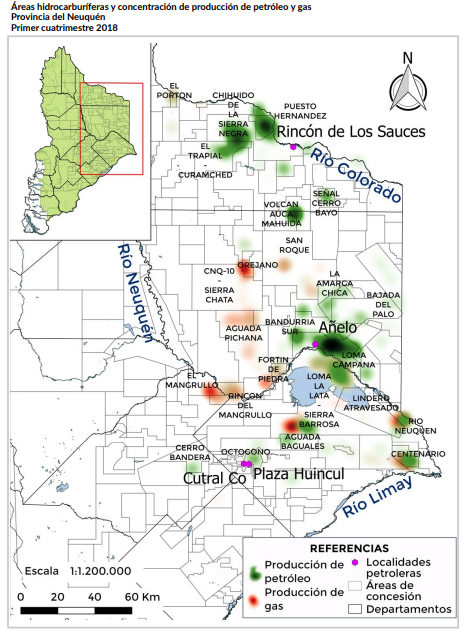 Áreas hidrocarburíferas y concentración de producción de petróleo y gas
Provincia del Neuquén
Primer cuatrimestre 2018
N
EL
PORTON
CHIHUIDO
DE
LA
SIERRA
NEGRA
PUESTO
HERNANDEZ
Rincón de Los Sauces
EL
TRAPIAL
-
CURAMCHED
Río Colorado
SEÑAL
CERRO
BAYO
VOLCAN
AUCA
MAHUIDA
SAN
ROQUE
OREJANO
CNQ-10
-
SIERRA
CHATA
LA
AMARGA
CHICA
BAJADA
DEL
PALO
Río Neuquén
AGUADA
PICHANA
BANDURRIA
SUR
Añelo
LOMA
CAMPANA
FORTIN
DE
PIEDRA
EL
MANGRULLO
LOMA
LA
LATA
RINCON
DEL
MANGRULLO
LINDERO
ATRAVESADO
SIERRA
BARROSA
-
AGUADA
BAGUALES
RIO
NEUQUEN
CERRO
BANDERA
OCTOGONO
CENTENARIO
Cutral Co
Plaza Huincul
Río Limay
REFERENCIAS
Producción de
petróleo
Producción de
gas
Localidades
petroleras
Áreas de
concesión
Departamentos
Escala 1:1.200.000
0 20 40 60 Km